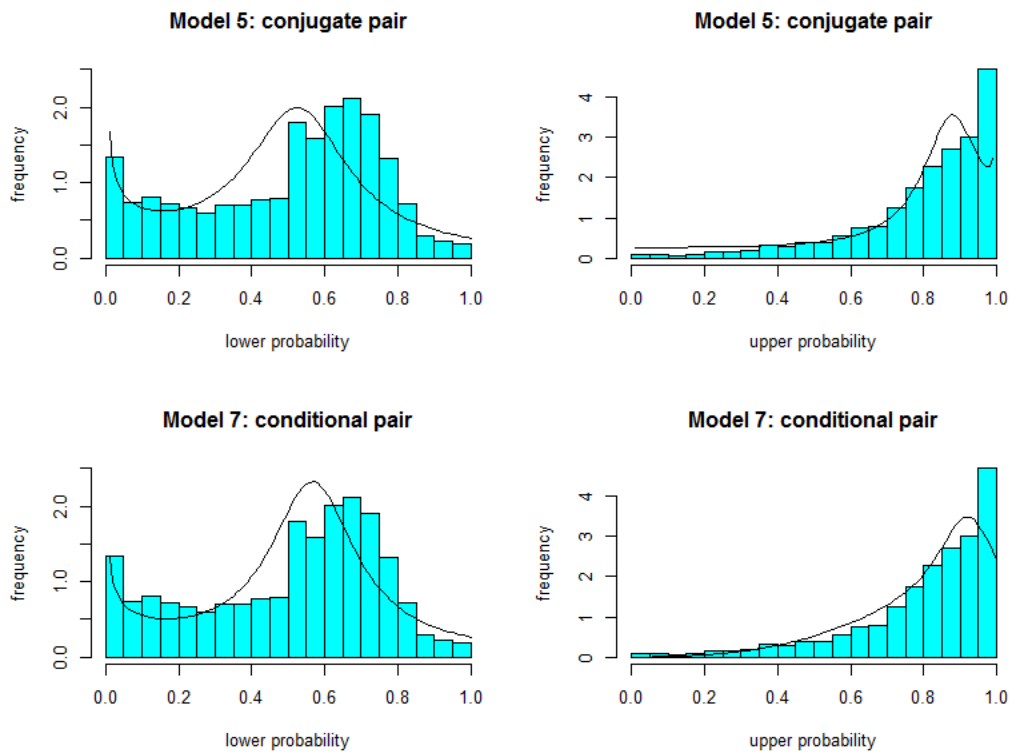 Model 5: conjugate pair
frequency
0.0 1.0 2.0
0.0 0.2 0.4 0.6 0.8 1.0
lower probability
Model 5: conjugate pair
frequency
0 1 2 3 4
0.0 0.2 0.4 0.6 0.8 1.0
upper probability
Model 7: conditional pair
frequency
0.0 1.0 2.0
0.0 0.2 0.4 0.6 0.8 1.0
lower probability
Model 7: conditional pair
frequency
0 1 2 3 4
0.0 0.2 0.4 0.6 0.8 1.0
upper probability